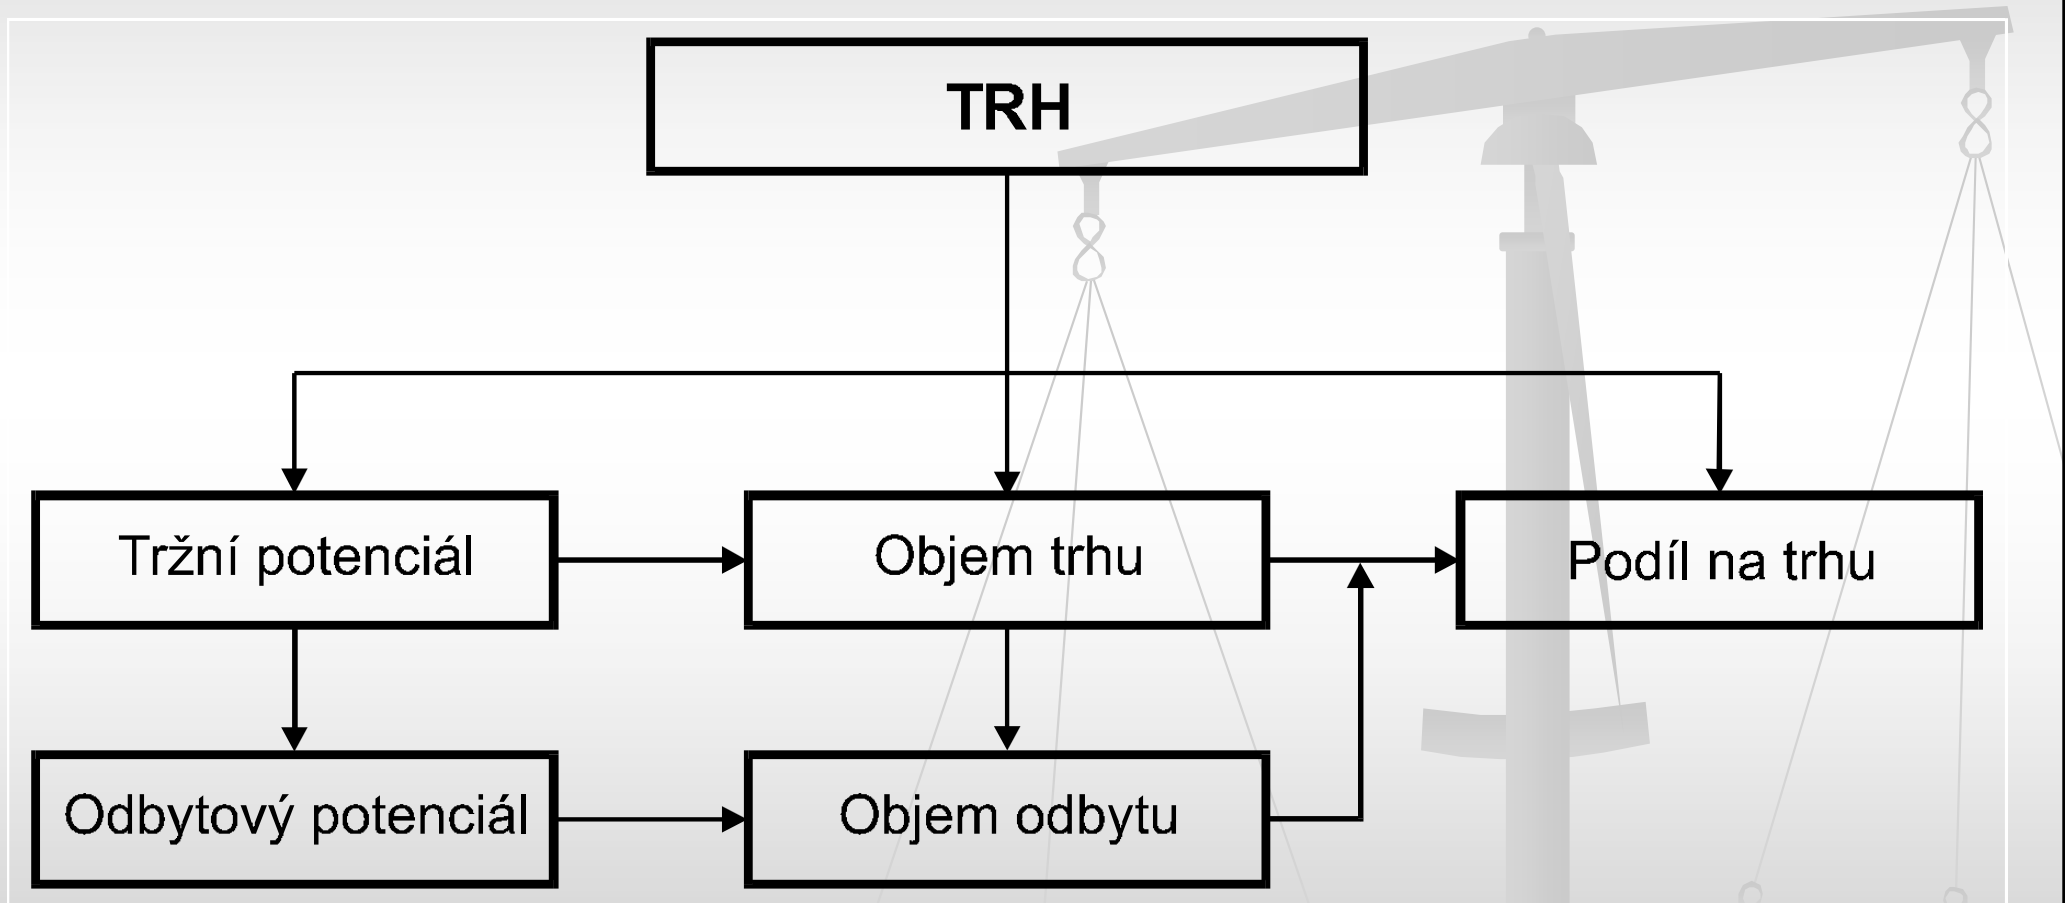 TRH
Tržní potenciál
Objem trhu
Podíl na trhu
Odbytový potenciál
Objem odbytu